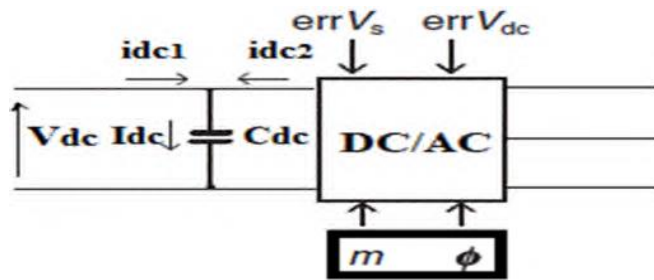 errVs errVdc
idc1 idc2
Vdc Idc Cdc DC/AC
m ϕ